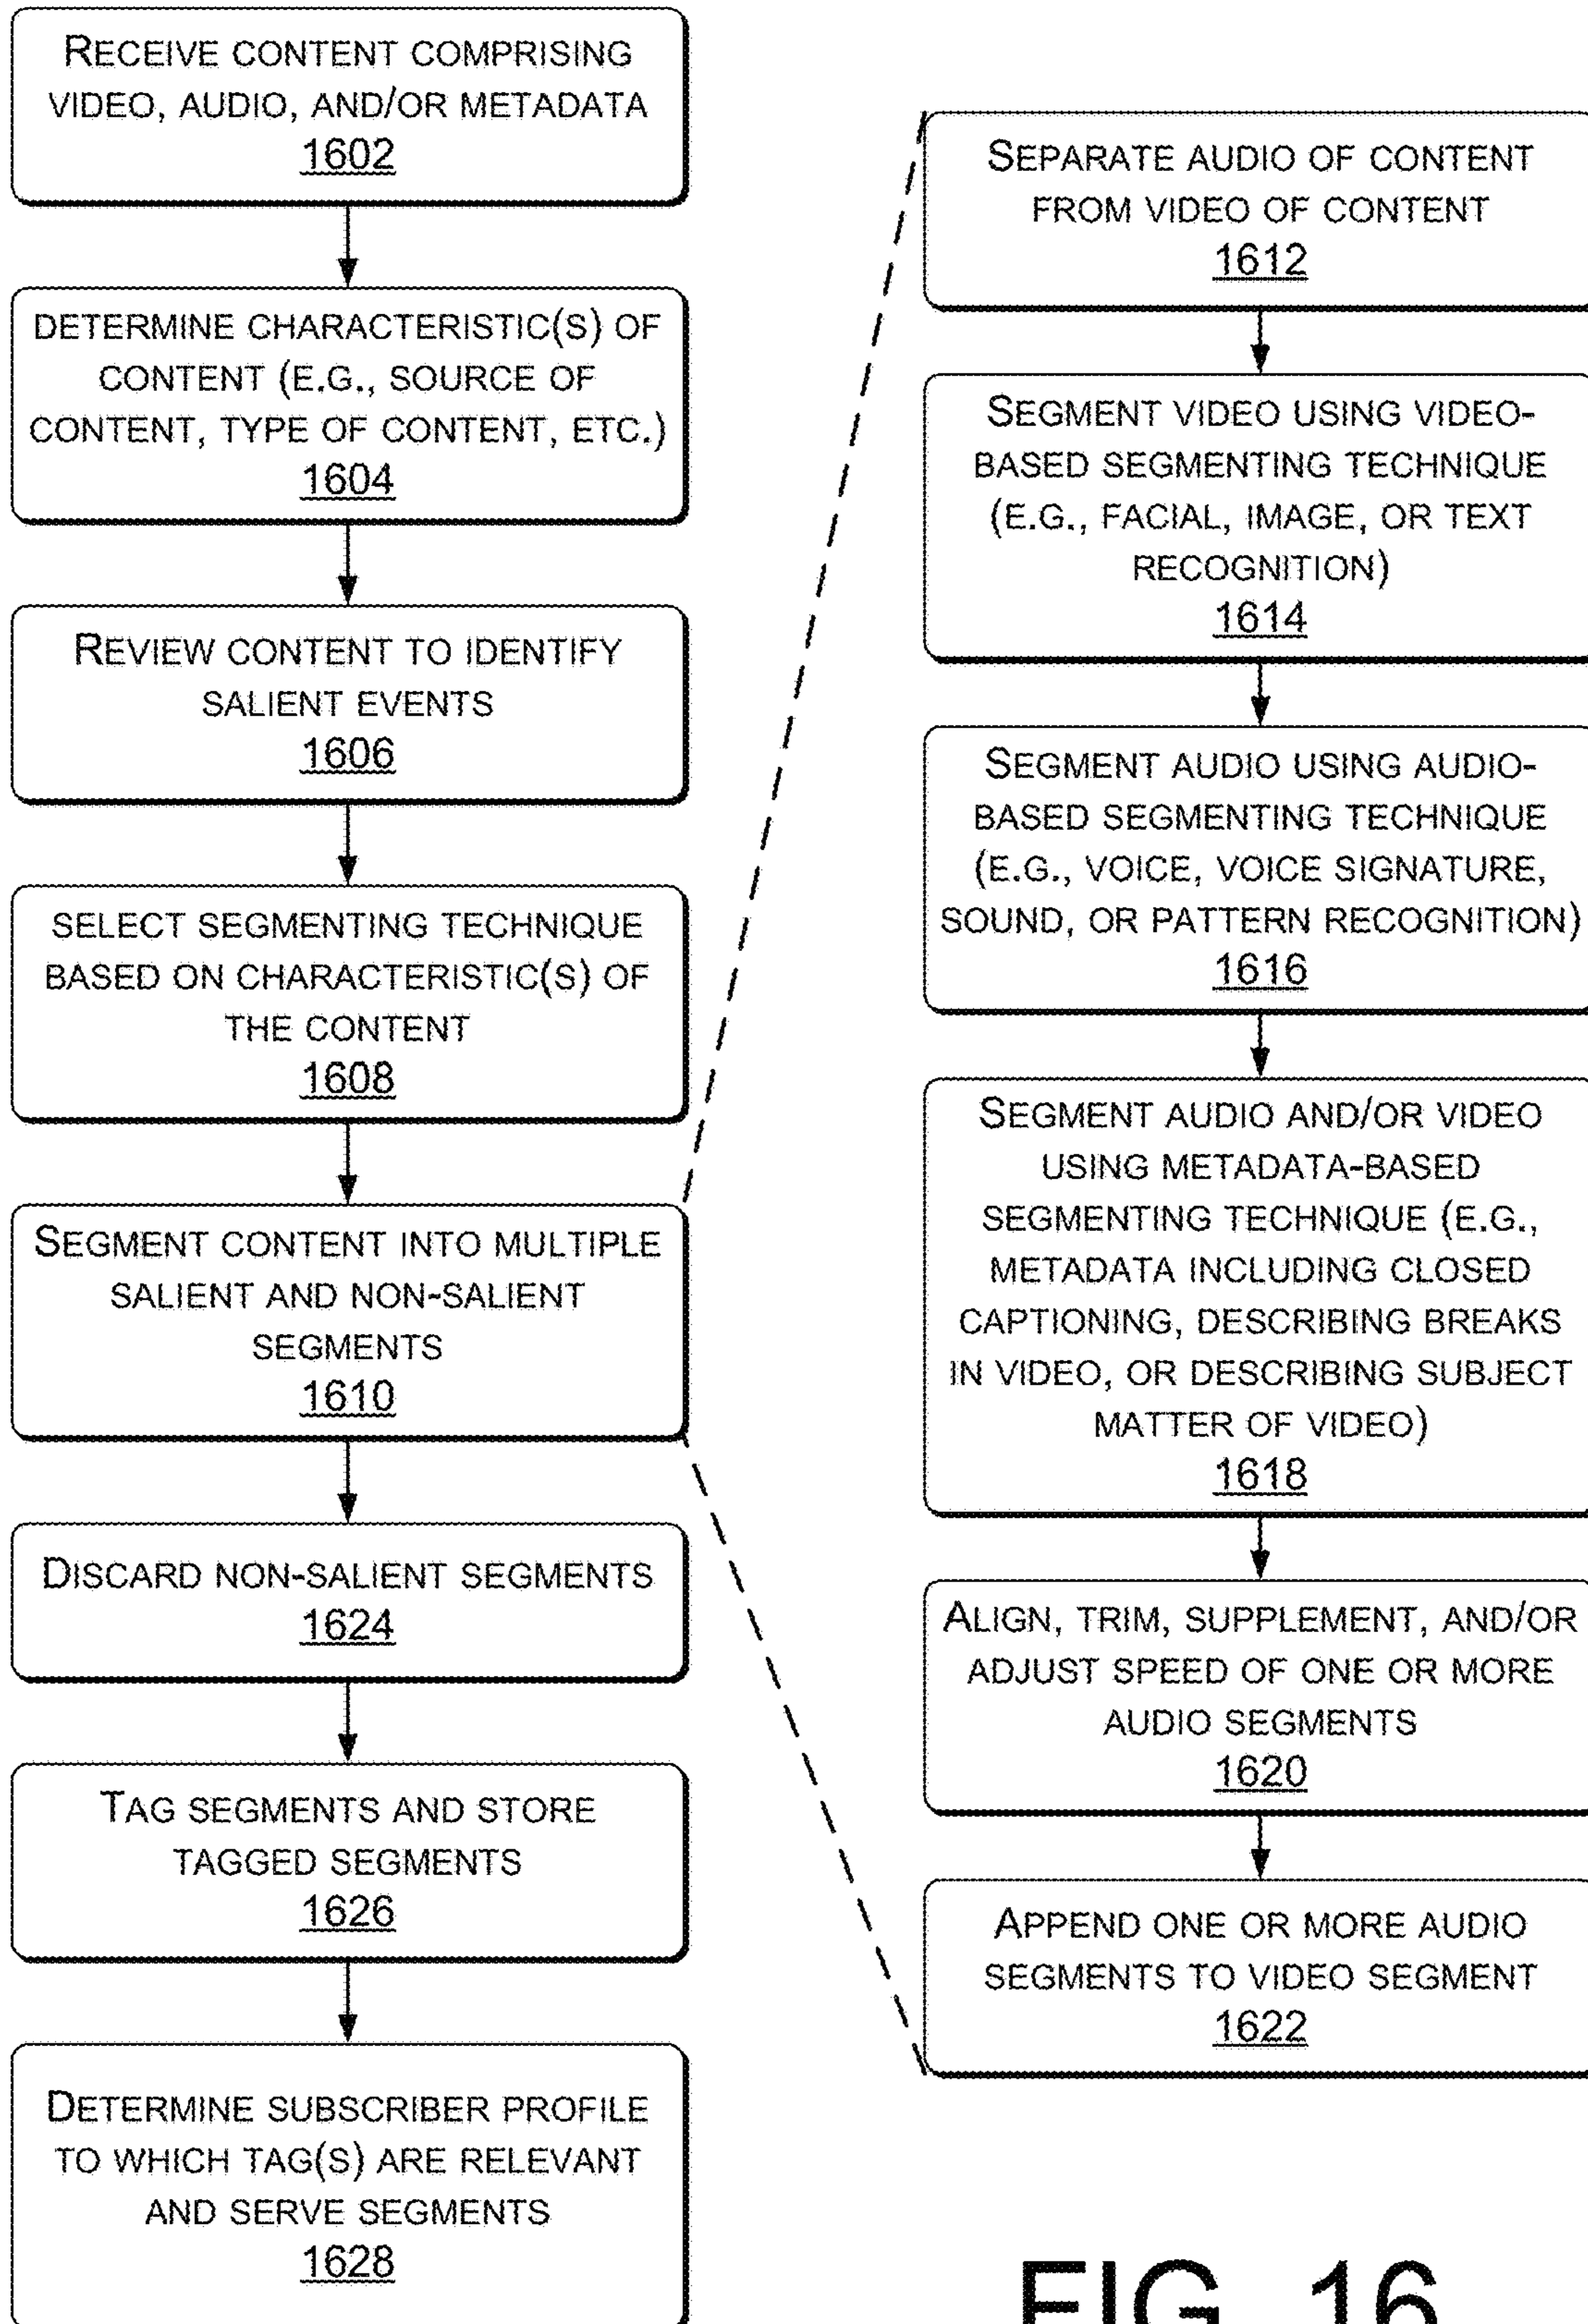 RECEIVE CONTENT COMPRISING
VIDEO, AUDIO, AND/OR METADATA
1602
DETERMINE CHARACTERISTIC(S) OF
CONTENT (E.G., SOURCE OF
CONTENT, TYPE OF CONTENT, ETC.)
1604
REVIEW CONTENT TO IDENTIFY
SALIENT EVENTS
1606
SELECT SEGMENTING TECHNIQUE
BASED ON CHARACTERISTIC(S) OF
THE CONTENT
1608
SEGMENT CONTENT INTO MULTIPLE
SALIENT AND NON-SALIENT
SEGMENTS
1610
DISCARD NON-SALIENT SEGMENTS
1624
TAG SEGMENTS AND STORE
TAGGED SEGMENTS
1626
DETERMINE SUBSCRIBER PROFILE
TO WHICH TAG(S) ARE RELEVANT
AND SERVE SEGMENTS
1628
SEPARATE AUDIO OF CONTENT
FROM VIDEO OF CONTENT
1612
SEGMENT VIDEO USING VIDEO-
BASED SEGMENTING TECHNIQUE
(E.G., FACIAL, IMAGE, OR TEXT
RECOGNITION)
1614
SEGMENT AUDIO USING AUDIO-
BASED SEGMENTING TECHNIQUE
(E.G., VOICE, VOICE SIGNATURE,
SOUND, OR PATTERN RECOGNITION)
1616
SEGMENT AUDIO AND/OR VIDEO
USING METADATA-BASED
SEGMENTING TECHNIQUE (E.G.,
METADATA INCLUDING CLOSED
CAPTIONING, DESCRIBING BREAKS
IN VIDEO, OR DESCRIBING SUBJECT
MATTER OF VIDEO)
1618
ALIGN, TRIM, SUPPLEMENT, AND/OR
ADJUST SPEED OF ONE OR MORE
AUDIO SEGMENTS
1620
APPEND ONE OR MORE AUDIO
SEGMENTS TO VIDEO SEGMENT
1622
FIG. 16